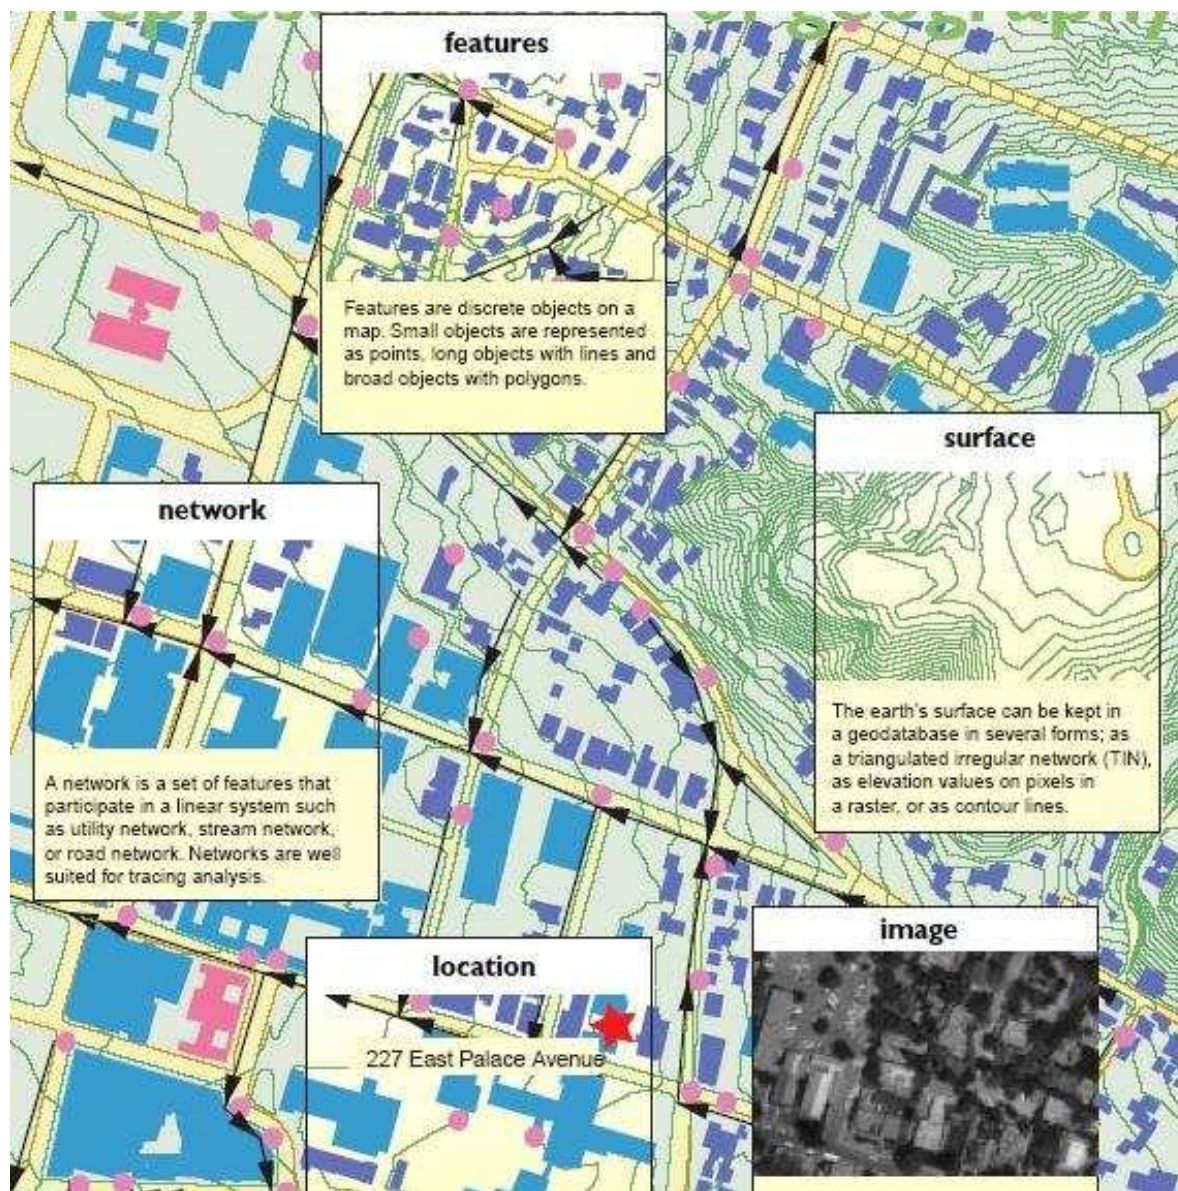 of geography
features
Features are discrete objects on a
map. Small objects are represented
as points, long objects with lines and
broad objects with polygons.
surface
The earth's surface can be kept in
a geodatabase in several forms; as
a triangulated irregular network (TIN),
as elevation values on pixels in
a raster, or as contour lines.
network
A network is a set of features that
participate in a linear system such
as utility network, stream network,
or road network. Networks are well
suited for tracing analysis.
location
227 East Palace Avenue
image